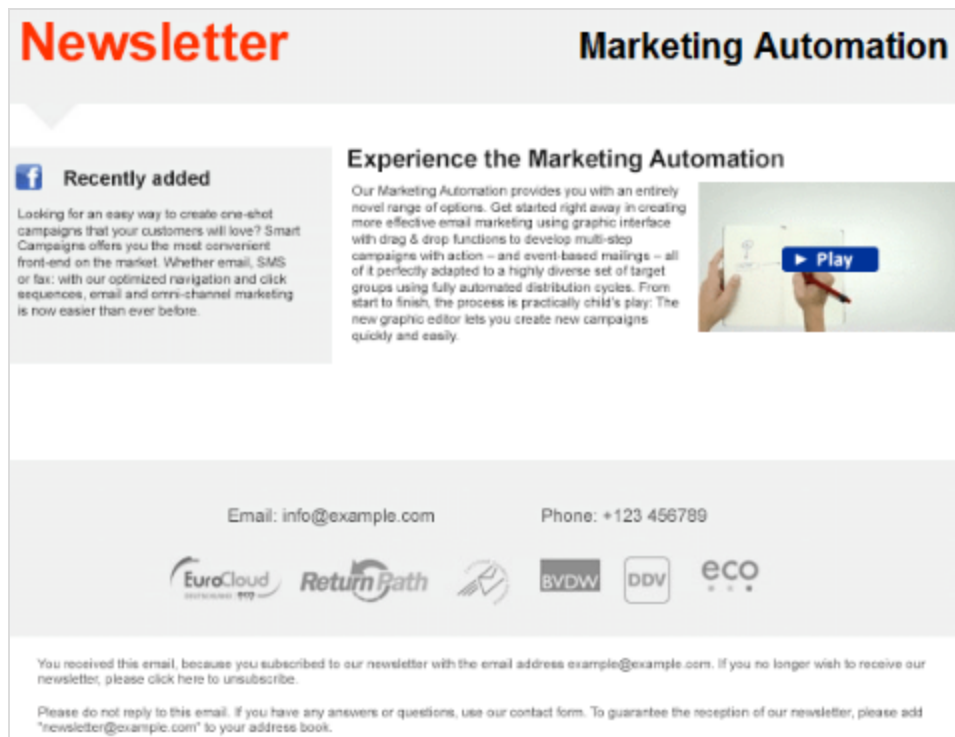 Newsletter
Marketing Automation
f
Recently added
Looking for an easy way to create one-shot
campaigns that your customers will love? Smart
Campaigns offers you the most convenient
front-end on the market. Whether email, SMS
or fax: with our optimized navigation and click
sequences, email and omni-channel marketing
is now easier than ever before.
Experience the Marketing Automation
Our Marketing Automation provides you with an entirely
novel range of options. Get started right away in creating
more effective email marketing using graphic interface
with drag & drop functions to develop multi-step
campaigns with action – and event-based mailings – all
of it perfectly adapted to a highly diverse set of target
groups using fully automated distribution cycles. From
start to finish, the process is practically child's play: The
new graphic editor lets you create new campaigns
quickly and easily.
Play
Email: info@example.com
Phone: +123 456789
EuroCloud
ReturnPath
BVDW
DDV
eco
You received this email, because you subscribed to our newsletter with the email address example@example.com. If you no longer wish to receive our
newsletter, please click here to unsubscribe.
Please do not reply to this email. If you have any answers or questions, use our contact form. To guarantee the reception of our newsletter, please add
"newsletter@example.com" to your address book.